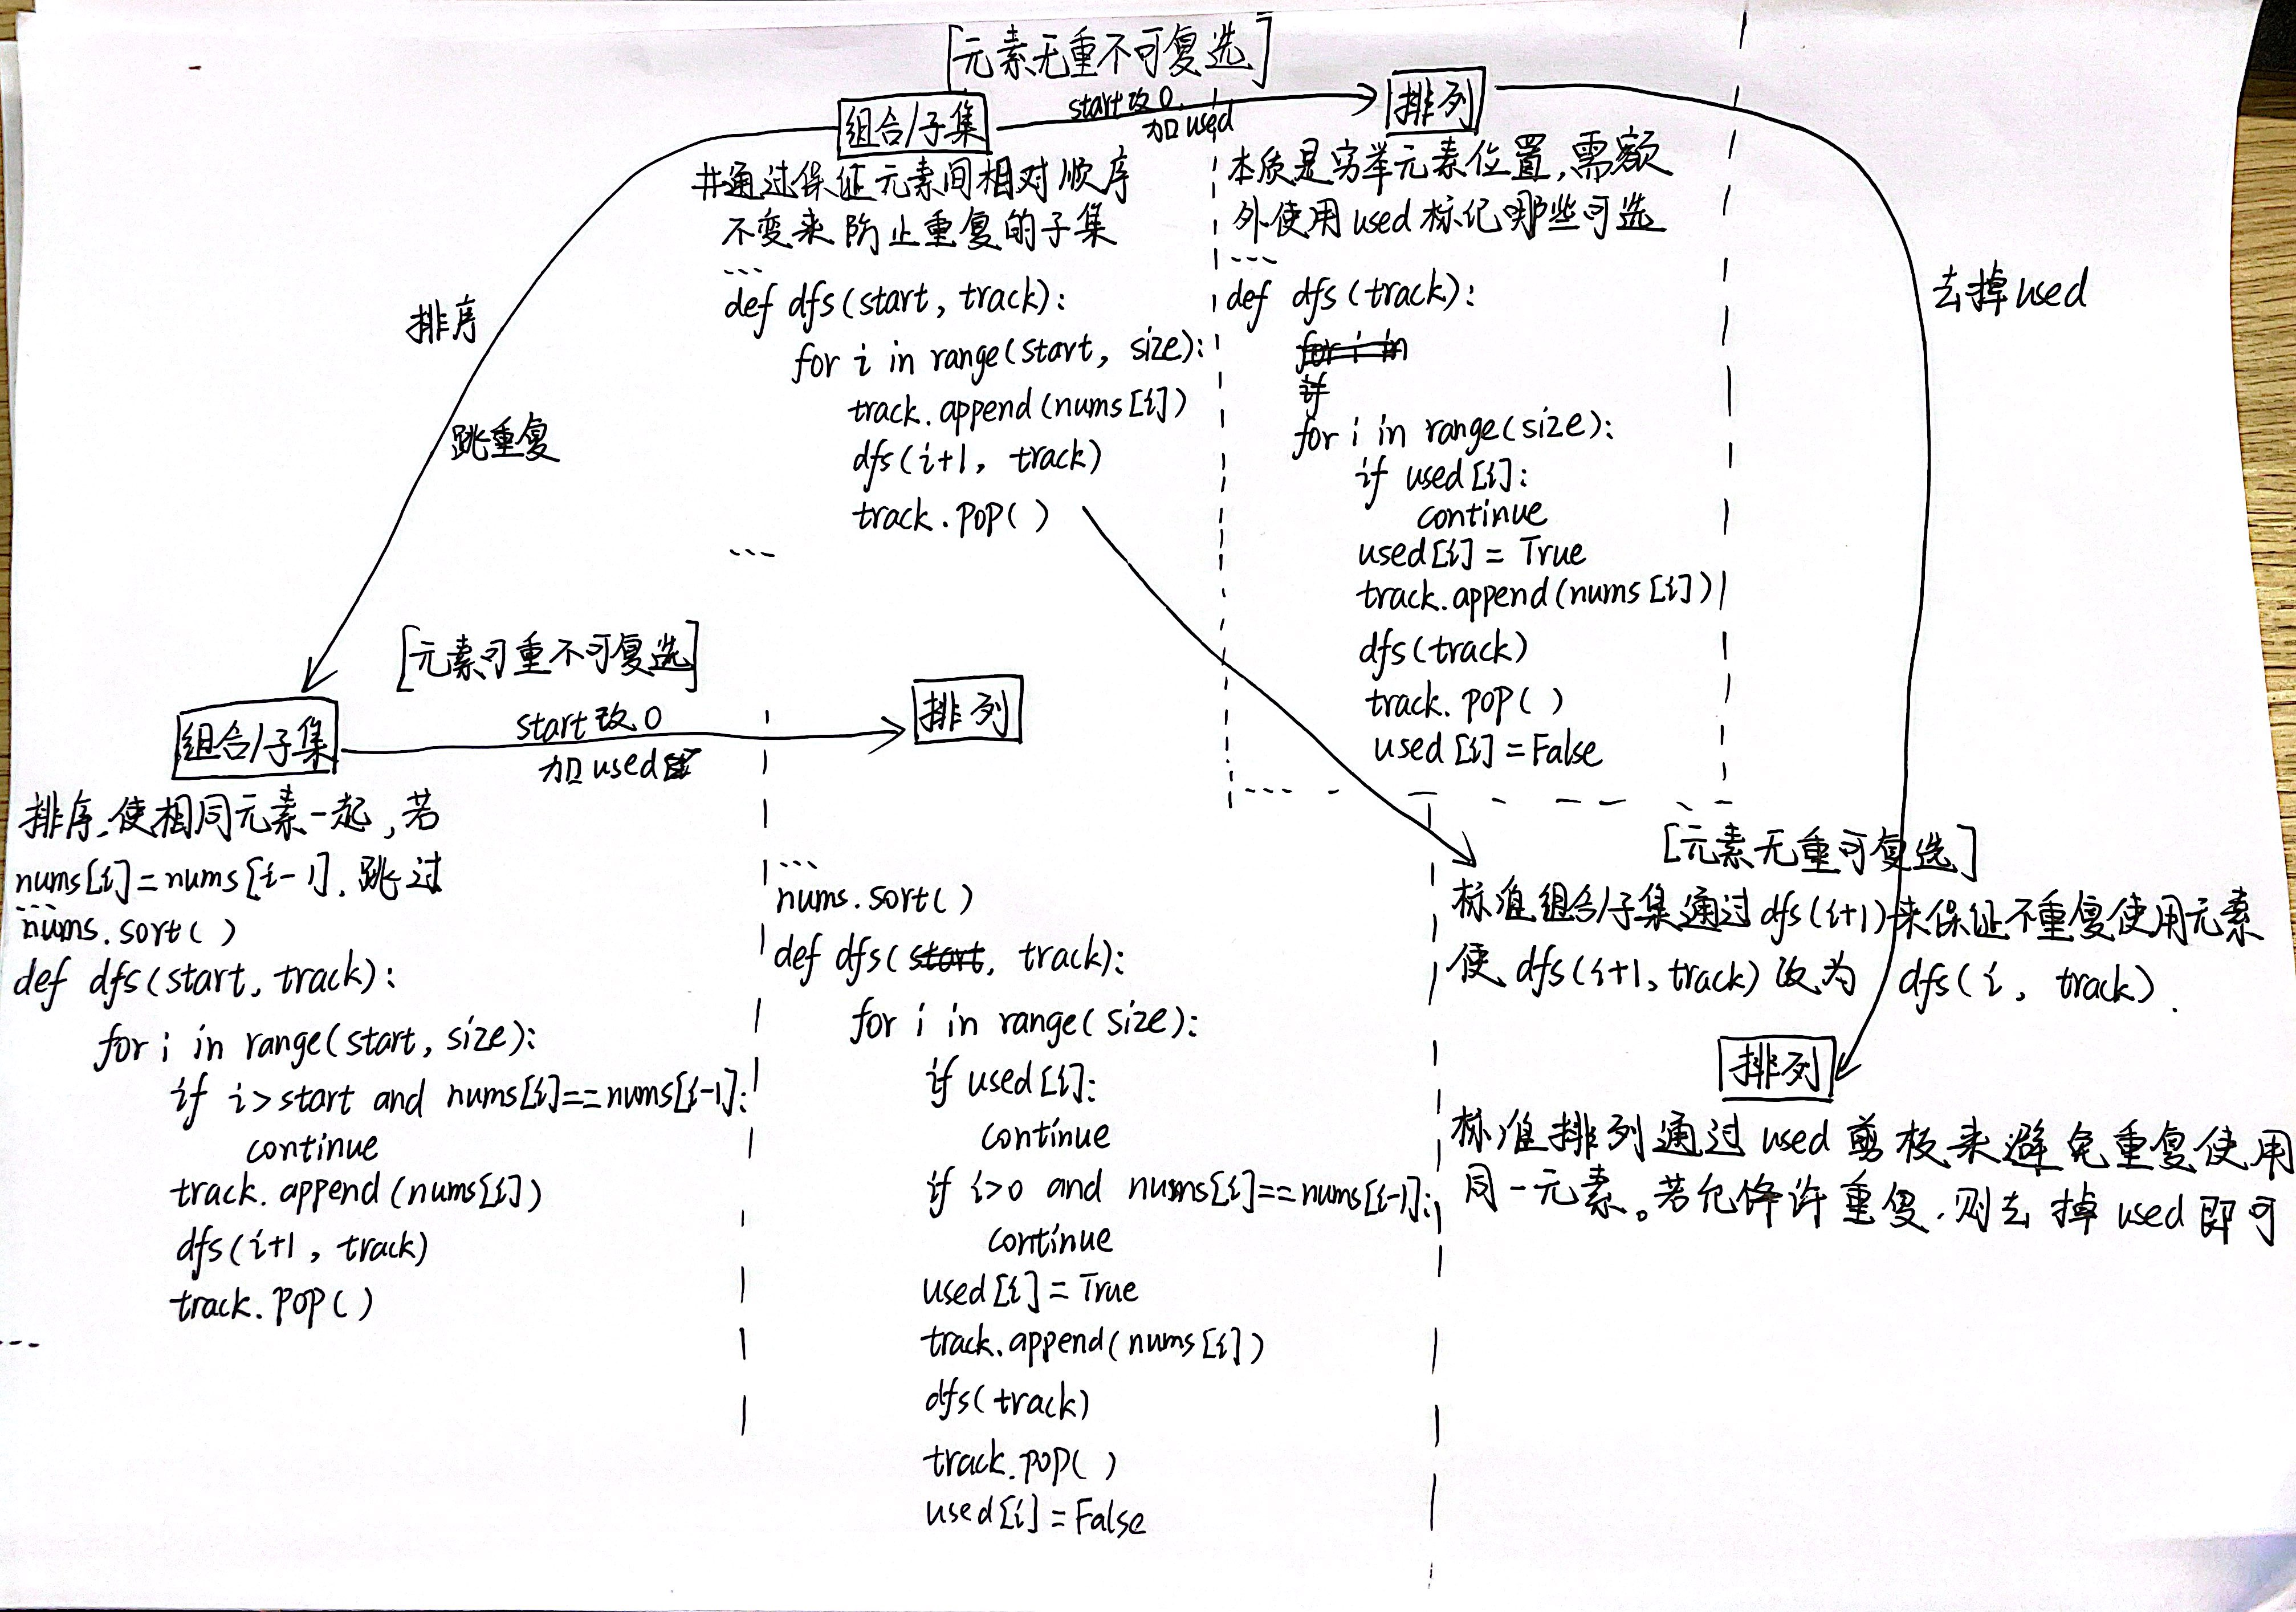 [元素无重不可复选]
组合/子集
start改0.
加used
排列
#通过保证元素间相对顺序
不变来防止重复的子集
...
def dfs(start, track):
for i in range(start, size):
track.append(nums[i])
dfs(i+1, track)
track.pop( )
...
本质是穷举元素位置,需额
外使用used标记哪些可选
...
def dfs(track):
for i in
if
for i in range(size):
if used[i]:
continue
used[i] = True
track.append(nums[i])
dfs(track)
track.pop( )
used[i] = False
去掉used
排序
跳重复
[元素可重不可复选]
组合/子集
start改0
加used
排列
排序,使相同元素一起,若
nums[i]=nums[i-1],跳过
...
nums.sort( )
def dfs(start, track):
for i in range(start, size):
if i>start and nums[i]==nums[i-1]:
continue
track.append(nums[i])
dfs(i+1, track)
track.pop( )
...
...
nums.sort( )
def dfs(start, track):
for i in range(size):
if used[i]:
continue
if i>0 and nums[i]==nums[i-1]:
continue
used[i] = True
track.append(nums[i])
dfs(track)
track.pop( )
used[i] = False
[元素无重可复选]
标准组合/子集通过dfs(i+1)来保证不重复使用元素
使dfs(i+1, track)改为 dfs(i, track).
排列
标准排列通过used剪板来避免重复使用
同一元素。若允许重复,则去掉used即可